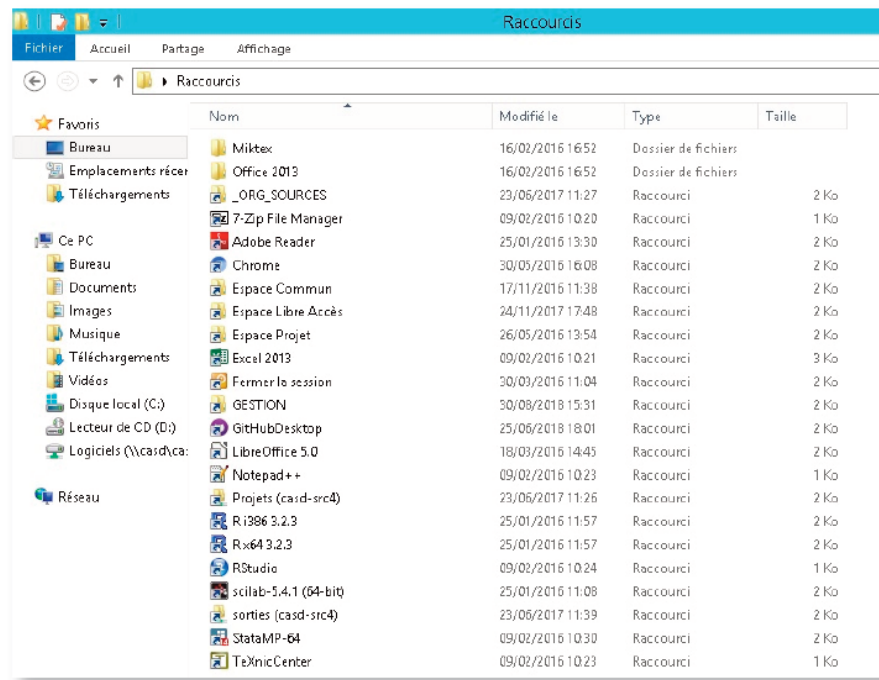 Raccourcis
Fichier Accueil Partage Affichage
Raccourcis
Favoris
Bureau
Emplacements récer
Téléchargements
Ce PC
Bureau
Documents
Images
Musique
Téléchargements
Vidéos
Disque local (C:)
Lecteur de CD (D:)
Logiciels (\\casd\ca:
Réseau
Nom Modifié le Type Taille
Miktex 16/02/2016 16:52 Dossier de fichiers
Office 2013 16/02/2016 16:52 Dossier de fichiers
_ORG_SOURCES 23/06/2017 11:27 Raccourci 2 Ko
7-Zip File Manager 09/02/2016 10:20 Raccourci 1 Ko
Adobe Reader 25/01/2016 13:30 Raccourci 2 Ko
Chrome 30/05/2016 16:08 Raccourci 2 Ko
Espace Commun 17/11/2016 11:38 Raccourci 2 Ko
Espace Libre Accès 24/11/2017 17:48 Raccourci 2 Ko
Espace Projet 26/05/2016 13:54 Raccourci 2 Ko
Excel 2013 09/02/2016 10:21 Raccourci 3 Ko
Fermer la session 30/03/2016 11:04 Raccourci 2 Ko
GESTION 30/08/2018 15:31 Raccourci 2 Ko
GitHubDesktop 25/06/2018 18:01 Raccourci 2 Ko
LibreOffice 5.0 18/03/2016 14:45 Raccourci 2 Ko
Notepad++ 09/02/2016 10:23 Raccourci 1 Ko
Projets (casd-src4) 23/06/2017 11:26 Raccourci 2 Ko
R i386 3.2.3 25/01/2016 11:57 Raccourci 2 Ko
R x64 3.2.3 25/01/2016 11:57 Raccourci 2 Ko
RStudio 09/02/2016 10:24 Raccourci 1 Ko
scilab-5.4.1 (64-bit) 25/01/2016 11:08 Raccourci 2 Ko
sorties (casd-src4) 23/06/2017 11:39 Raccourci 2 Ko
StataMP-64 09/02/2016 10:30 Raccourci 2 Ko
TeXnicCenter 09/02/2016 10:23 Raccourci 1 Ko